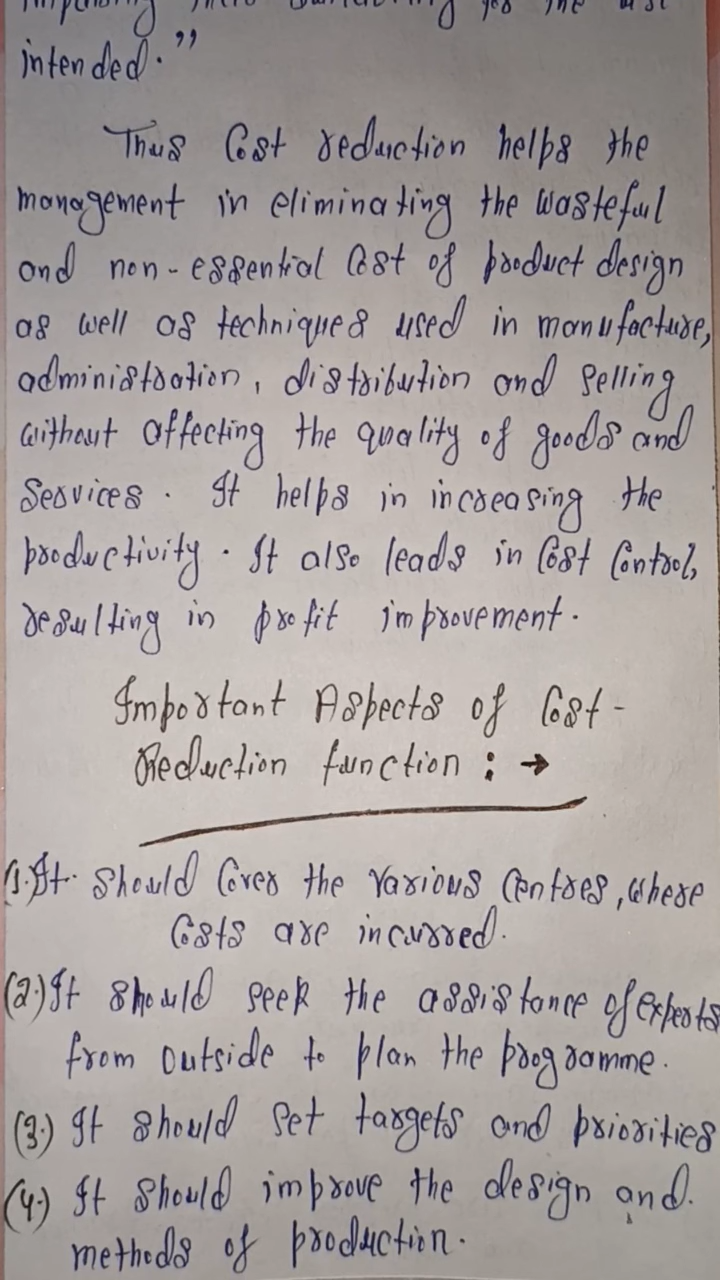 intended."
Thus Cost reduction helps the
management in eliminating the wasteful
and non-essential Cost of product design
as well as techniques used in manufacture,
administration, distribution and selling
without affecting the quality of goods and
Services. It helps in increasing the
productivity. It also leads in Cost Control,
resulting in profit improvement.
Important Aspects of Cost-
Reduction function : →
1. It should Cover the various Centres, where
Costs are incurred.
(2.) It should seek the assistance of experts
from outside to plan the programme.
(3.) It should set targets and priorities
(4.) It should improve the design and.
methods of production.